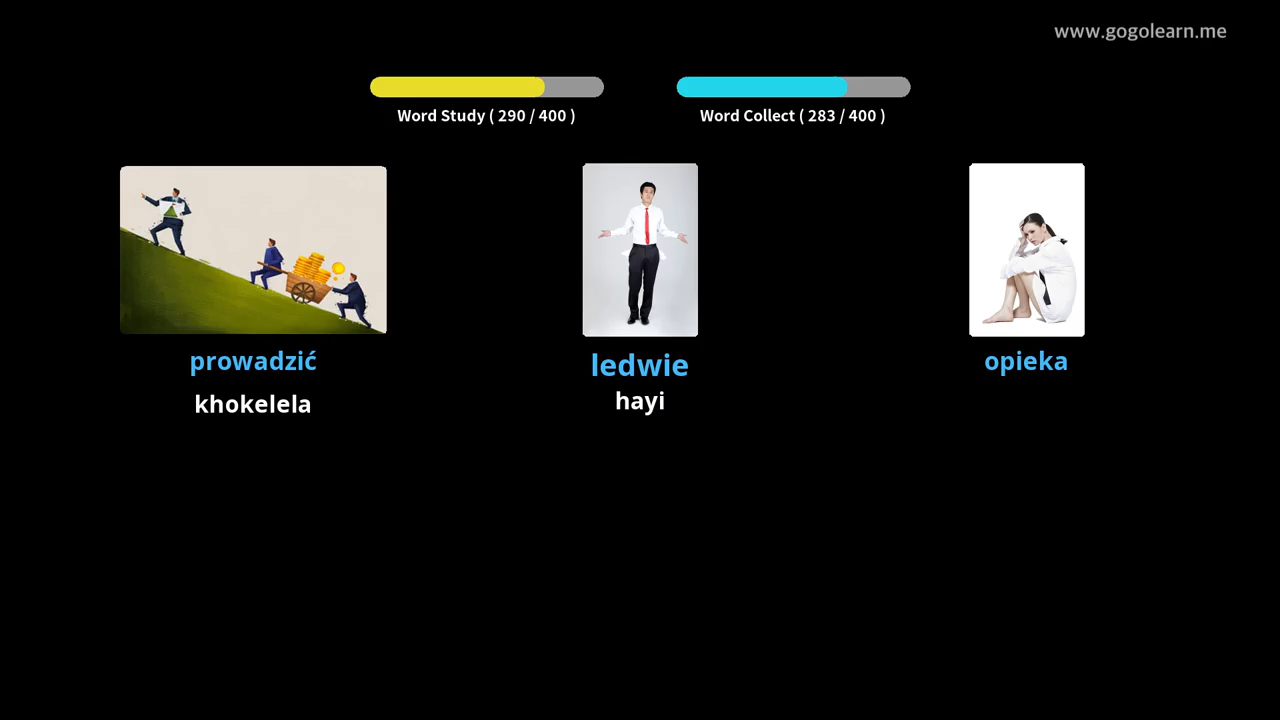 www.gogolearn.me
Word Study ( 290 / 400 )
Word Collect ( 283 / 400 )
prowadzić
khokelela
ledwie
hayi
opieka